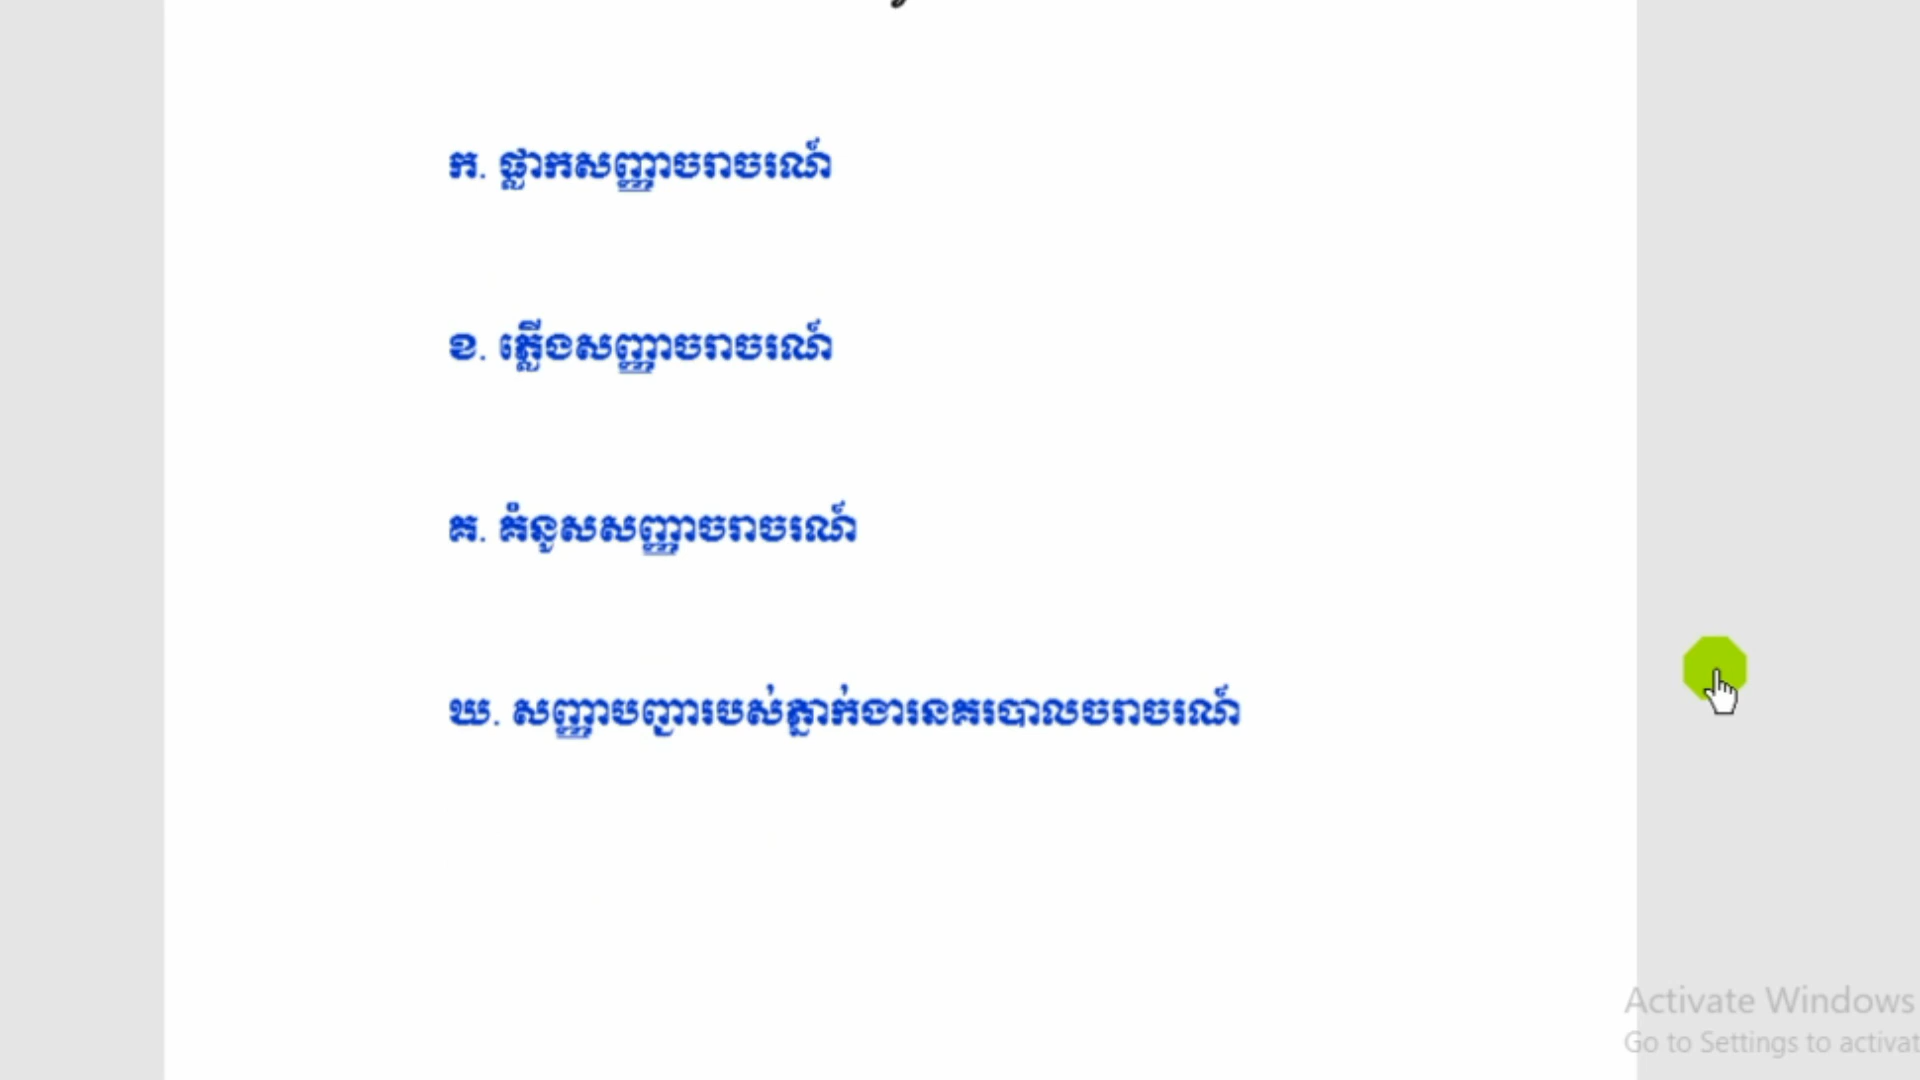 ក. ផ្លាកសញ្ញាចរាចរណ៍
ខ. ភ្លើងសញ្ញាចរាចរណ៍
គ. គំនូសសញ្ញាចរាចរណ៍
ឃ. សញ្ញាបញ្ជារបស់ភ្នាក់ងារនគរបាលចរាចរណ៍
Activate Windows
Go to Settings to activat